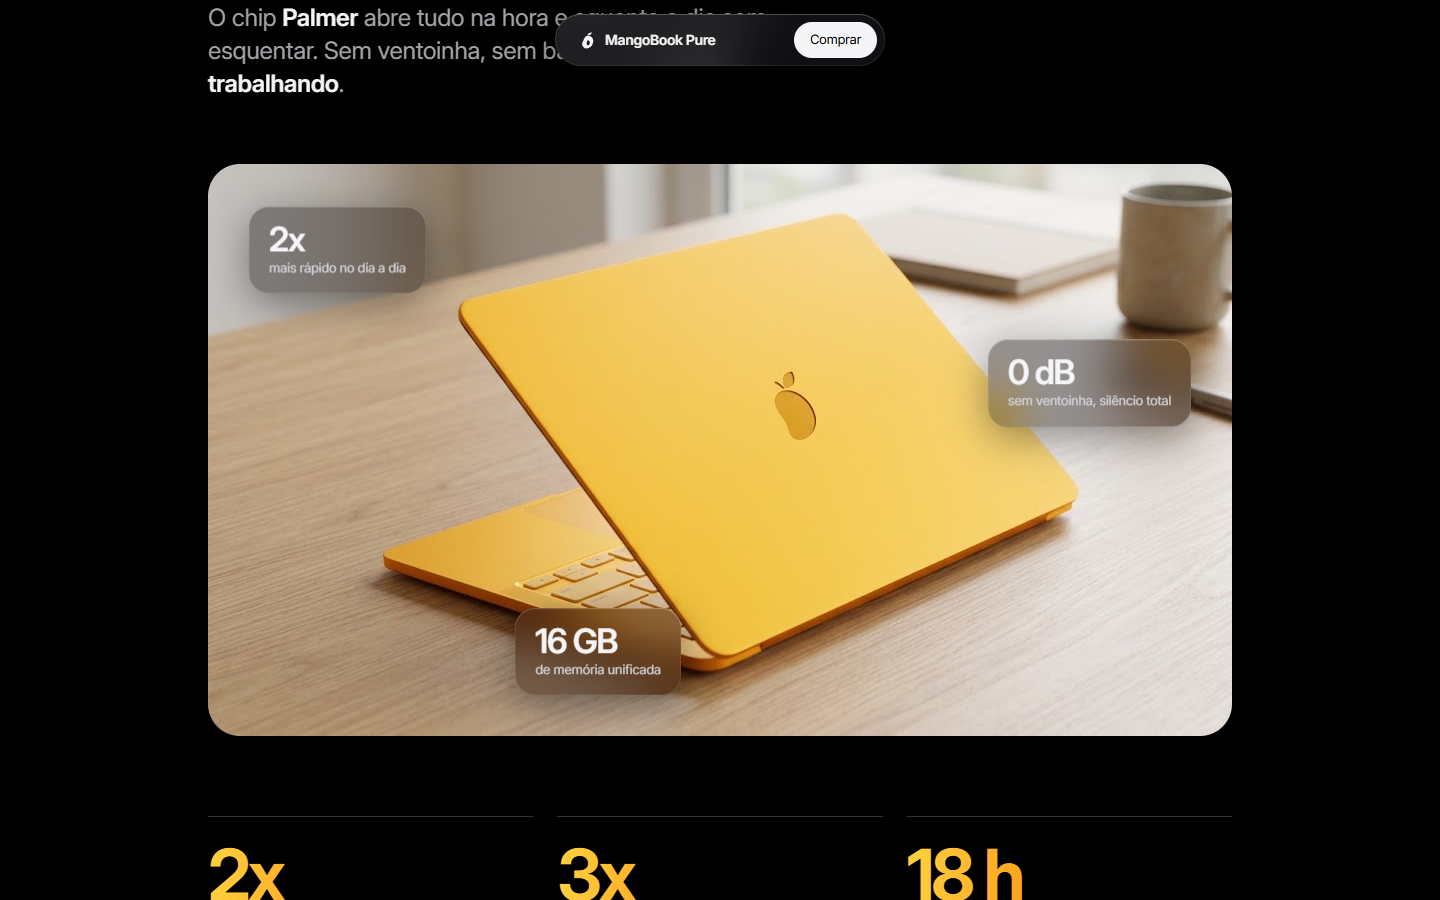 O chip Palmer abre tudo na hora e
esquentar. Sem ventoinha, sem
trabalhando.
MangoBook Pure
Comprar
2x
mais rápido no dia a dia
0 dB
sem ventoinha, silêncio total
16 GB
de memória unificada
2x
3x
18 h